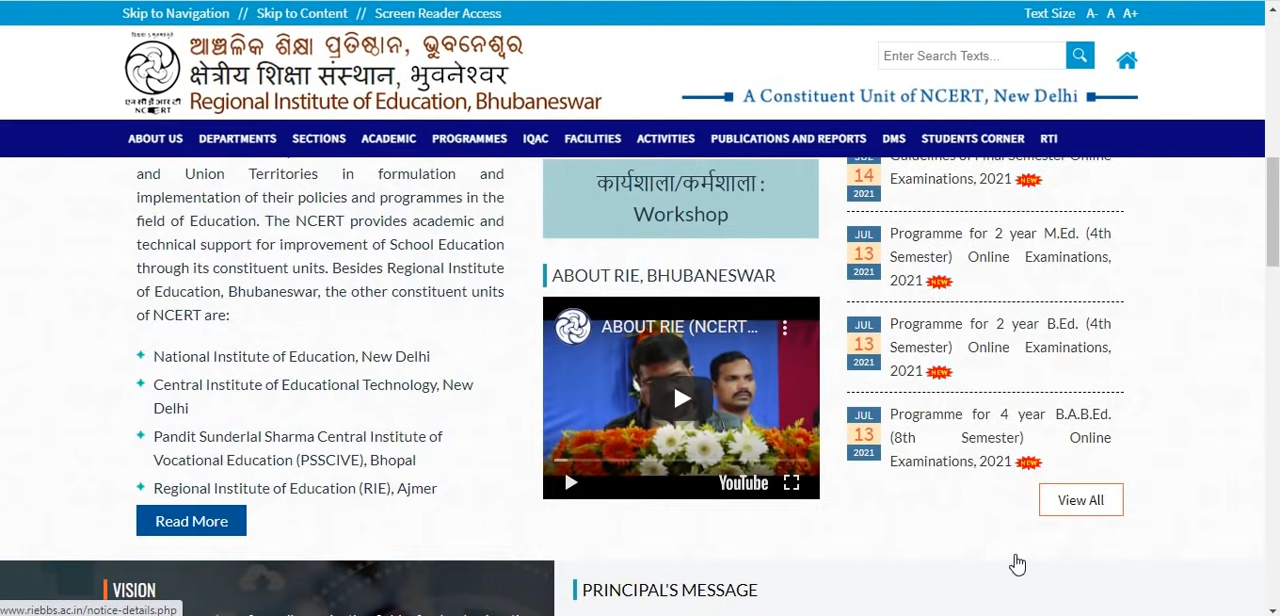 Skip to Navigation // Skip to Content // Screen Reader Access
Text Size A- A A+
ଆଞ୍ଚଳିକ ଶିକ୍ଷା ପ୍ରତିଷ୍ଠାନ, ଭୁବନେଶ୍ୱର
क्षेत्रीय शिक्षा संस्थान, भुवनेश्वर
Regional Institute of Education, Bhubaneswar
एन सी ई आर टी
NCERT
Enter Search Texts...
A Constituent Unit of NCERT, New Delhi
ABOUT US DEPARTMENTS SECTIONS ACADEMIC PROGRAMMES IQAC FACILITIES ACTIVITIES PUBLICATIONS AND REPORTS DMS STUDENTS CORNER RTI
and Union Territories in formulation and
implementation of their policies and programmes in the
field of Education. The NCERT provides academic and
technical support for improvement of School Education
through its constituent units. Besides Regional Institute
of Education, Bhubaneswar, the other constituent units
of NCERT are:
National Institute of Education, New Delhi
Central Institute of Educational Technology, New
Delhi
Pandit Sunderlal Sharma Central Institute of
Vocational Education (PSSCIVE), Bhopal
Regional Institute of Education (RIE), Ajmer
Read More
कार्यशाला/कर्मशाला :
Workshop
ABOUT RIE, BHUBANESWAR
ABOUT RIE (NCERT...
YouTube
JUL
14
2021
Guidelines of Final Semester Online
Examinations, 2021 NEW
JUL
13
2021
Programme for 2 year M.Ed. (4th
Semester) Online Examinations,
2021 NEW
JUL
13
2021
Programme for 2 year B.Ed. (4th
Semester) Online Examinations,
2021 NEW
JUL
13
2021
Programme for 4 year B.A.B.Ed.
(8th Semester) Online
Examinations, 2021 NEW
View All
VISION
PRINCIPAL'S MESSAGE
www.riebbs.ac.in/notice-details.php